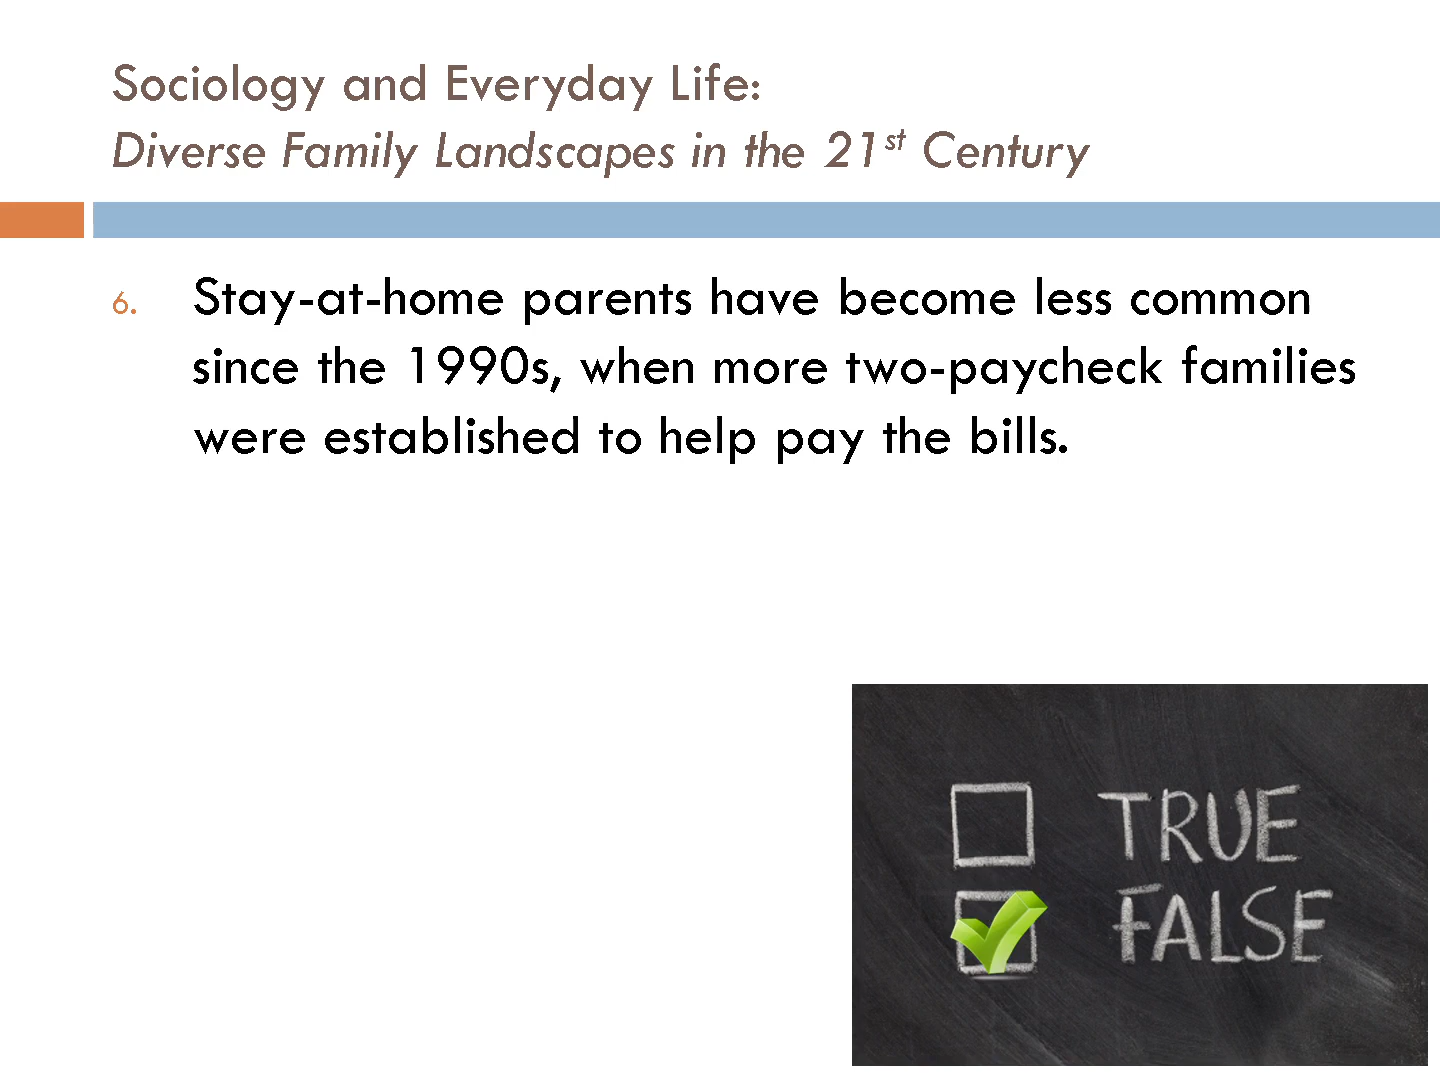 Sociology and Everyday Life:
Diverse Family Landscapes in the 21st Century
6. Stay-at-home parents have become less common
since the 1990s, when more two-paycheck families
were established to help pay the bills.
TRUE
FALSE